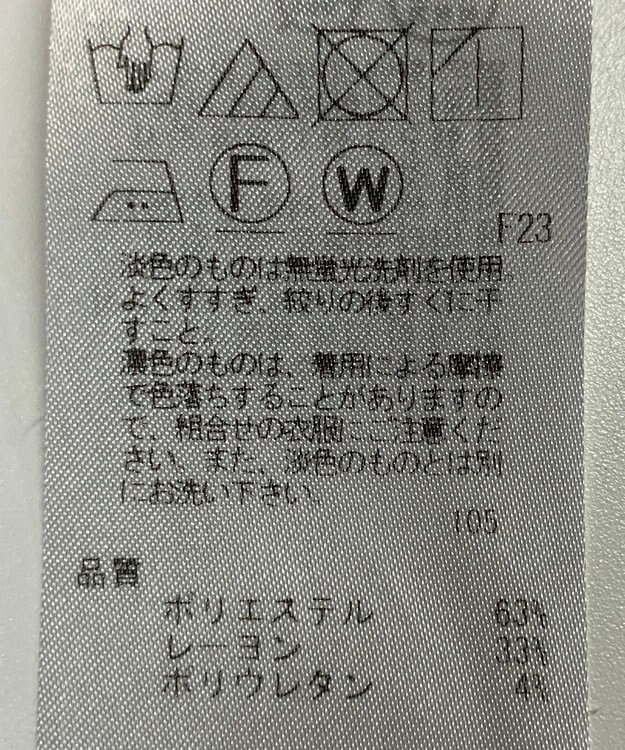 F
W
F23
淡色のものは無蛍光洗剤を使用。
よくすすぎ、絞りの後すぐに干
すこと。
濃色のものは、着用による摩擦
で色落ちすることがありますの
で、組合せの衣服にご注意くだ
さい。また、淡色のものとは別
にお洗い下さい。
105
品質
ポリエステル 63%
レーヨン 33%
ポリウレタン 4%